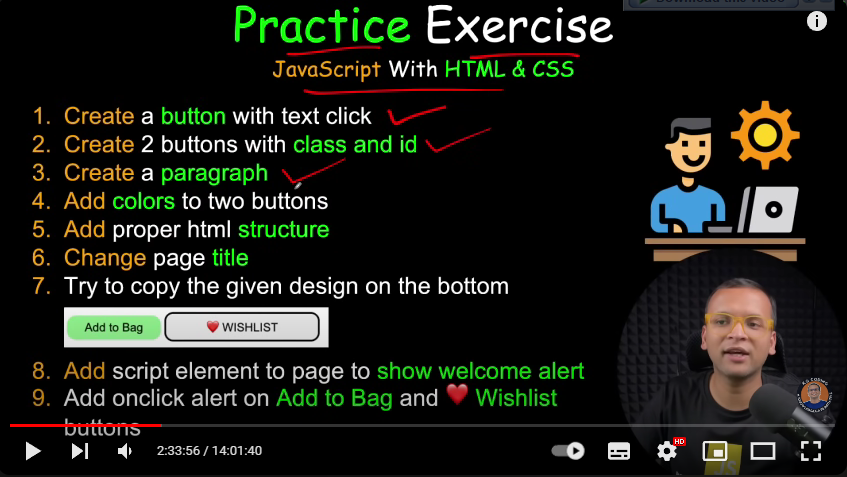 Practice Exercise
JavaScript With HTML & CSS
1. Create a button with text click
2. Create 2 buttons with class and id
3. Create a paragraph
4. Add colors to two buttons
5. Add proper html structure
6. Change page title
7. Try to copy the given design on the bottom
Add to Bag
❤️ WISHLIST
8. Add script element to page to show welcome alert
9. Add onclick alert on Add to Bag and ❤️ Wishlist
buttons
JS
2:33:56 / 14:01:40
HD